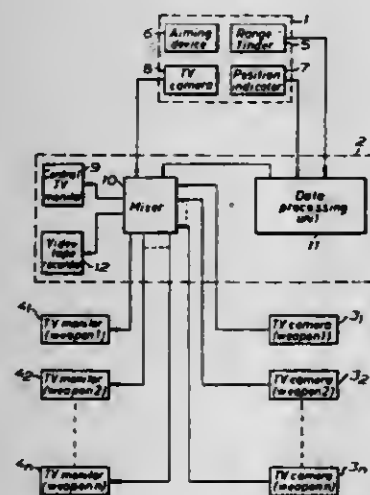 1
6
Aiming device
Range finder
5
8
TV camera
Position indicator
7
2
9
10
Control TV monitor
Mixer
Data processing unit
11
Video tape recorder
12
4₁
TV monitor (weapon 1)
TV camera (weapon 1)
3₁
4₂
TV monitor (weapon 2)
TV camera (weapon 2)
3₂
4n
TV monitor (weapon n)
TV camera (weapon n)
3n